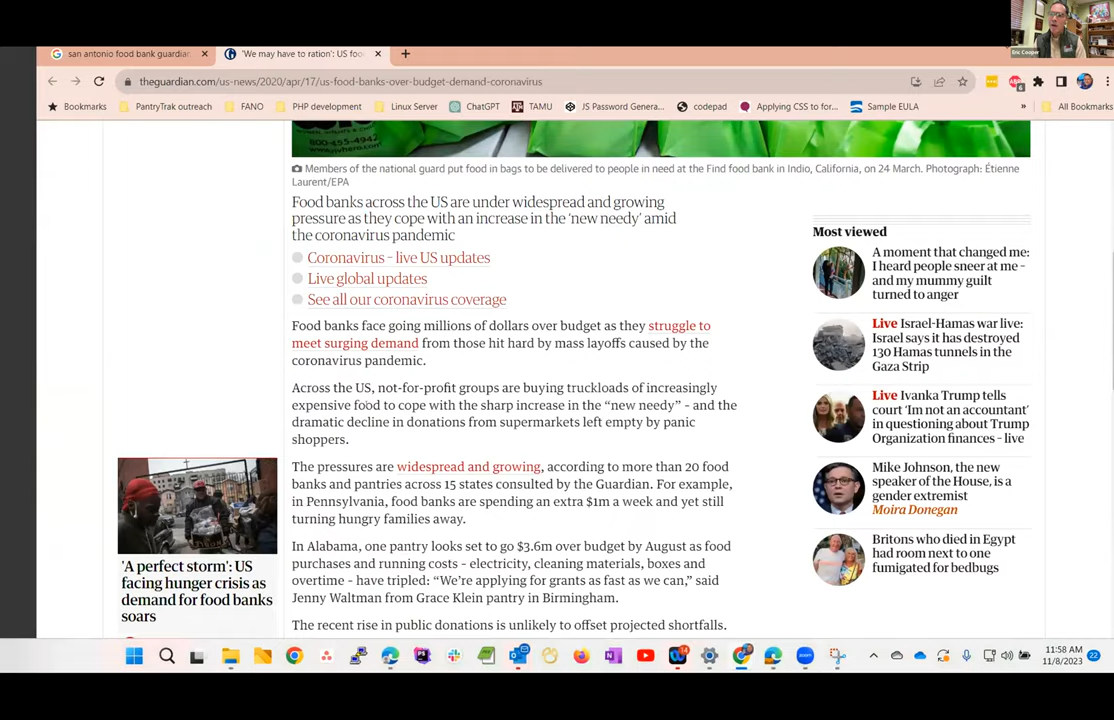 Eric Cooper
san antonio food bank guardian
'We may have to ration': US foo
theguardian.com/us-news/2020/apr/17/us-food-banks-over-budget-demand-coronavirus
Bookmarks
PantryTrak outreach
FANO
PHP development
Linux Server
ChatGPT
TAMU
JS Password Genera...
codepad
Applying CSS to for...
Sample EULA
»
All Bookmarks
800-455-4942
Members of the national guard put food in bags to be delivered to people in need at the Find food bank in Indio, California, on 24 March. Photograph: Étienne
Laurent/EPA
Food banks across the US are under widespread and growing
pressure as they cope with an increase in the ‘new needy’ amid
the coronavirus pandemic
Coronavirus – live US updates
Live global updates
See all our coronavirus coverage
Food banks face going millions of dollars over budget as they struggle to
meet surging demand from those hit hard by mass layoffs caused by the
coronavirus pandemic.
Across the US, not-for-profit groups are buying truckloads of increasingly
expensive food to cope with the sharp increase in the “new needy” – and the
dramatic decline in donations from supermarkets left empty by panic
shoppers.
The pressures are widespread and growing, according to more than 20 food
banks and pantries across 15 states consulted by the Guardian. For example,
in Pennsylvania, food banks are spending an extra $1m a week and yet still
turning hungry families away.
In Alabama, one pantry looks set to go $3.6m over budget by August as food
purchases and running costs – electricity, cleaning materials, boxes and
overtime – have tripled: “We’re applying for grants as fast as we can,” said
Jenny Waltman from Grace Klein pantry in Birmingham.
The recent rise in public donations is unlikely to offset projected shortfalls.
'A perfect storm': US
facing hunger crisis as
demand for food banks
soars
Most viewed
A moment that changed me:
I heard people sneer at me –
and my mummy guilt
turned to anger
Live Israel-Hamas war live:
Israel says it has destroyed
130 Hamas tunnels in the
Gaza Strip
Live Ivanka Trump tells
court ‘Im not an accountant’
in questioning about Trump
Organization finances – live
Mike Johnson, the new
speaker of the House, is a
gender extremist
Moira Donegan
Britons who died in Egypt
had room next to one
fumigated for bedbugs
11:58 AM
11/8/2023
22